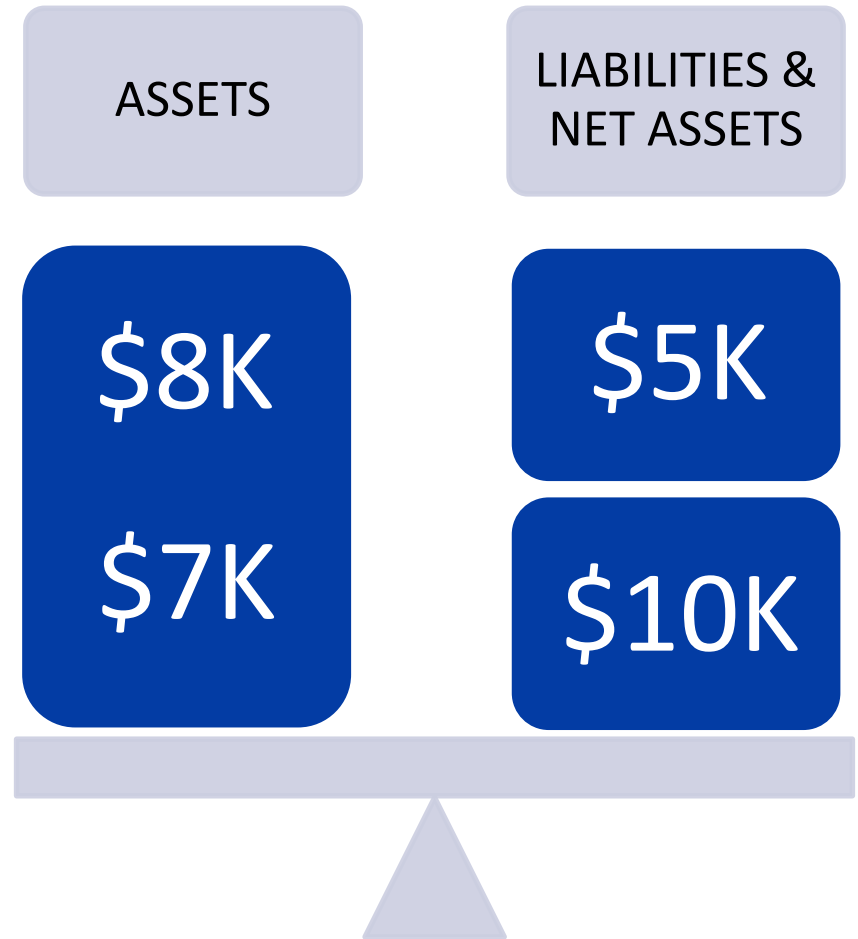 ASSETS
LIABILITIES &
NET ASSETS
$8K
$7K
$5K
$10K